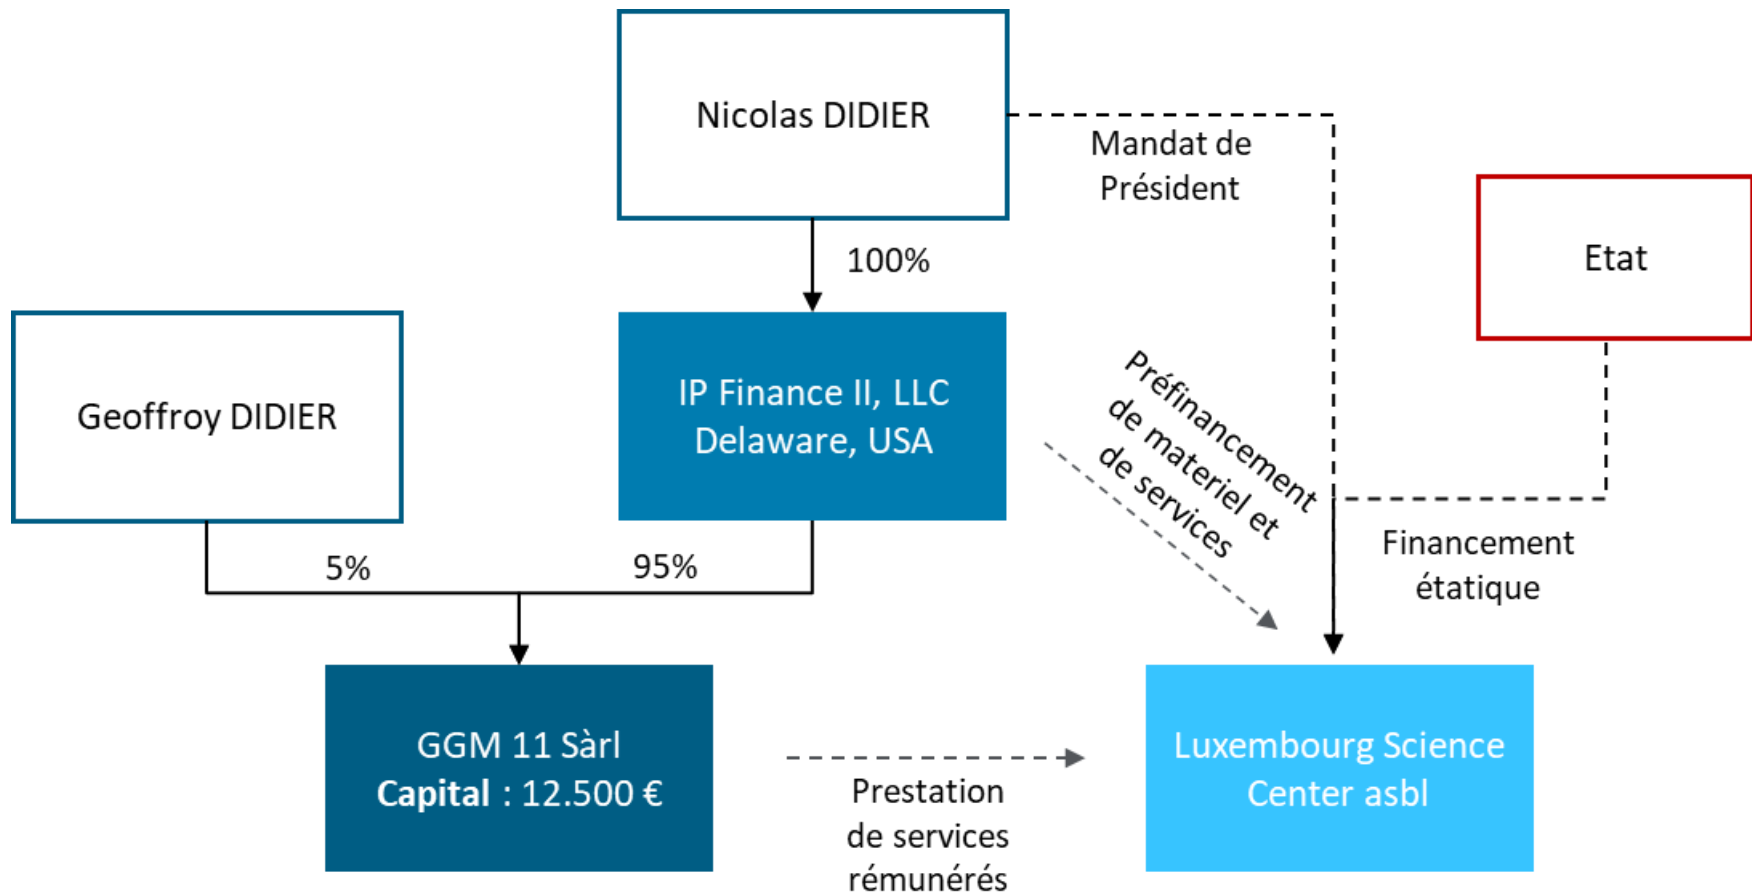 Nicolas DIDIER
Mandat de
Président
Etat
100%
Geoffroy DIDIER
IP Finance II, LLC
Delaware, USA
Préfinancement
de materiel et
de services
5%
95%
Financement
étatique
GGM 11 Sàrl
Capital : 12.500 €
Prestation
de services
rémunérés
Luxembourg Science
Center asbl